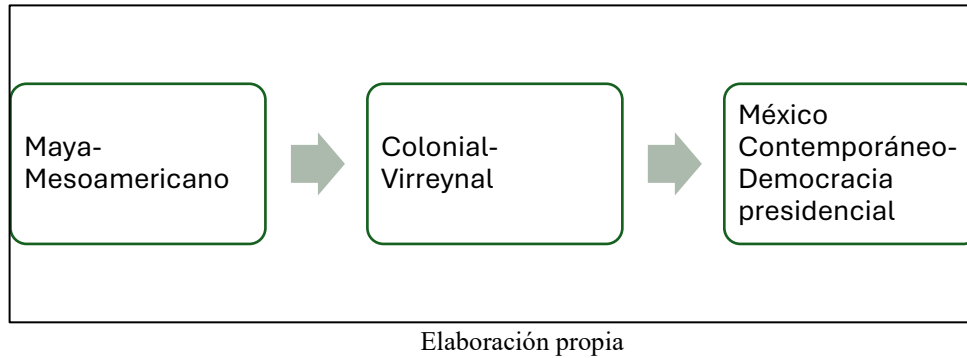 Maya-
Mesoamericano
Colonial-
Virreynal
México
Contemporáneo-
Democracia
presidencial
Elaboración propia